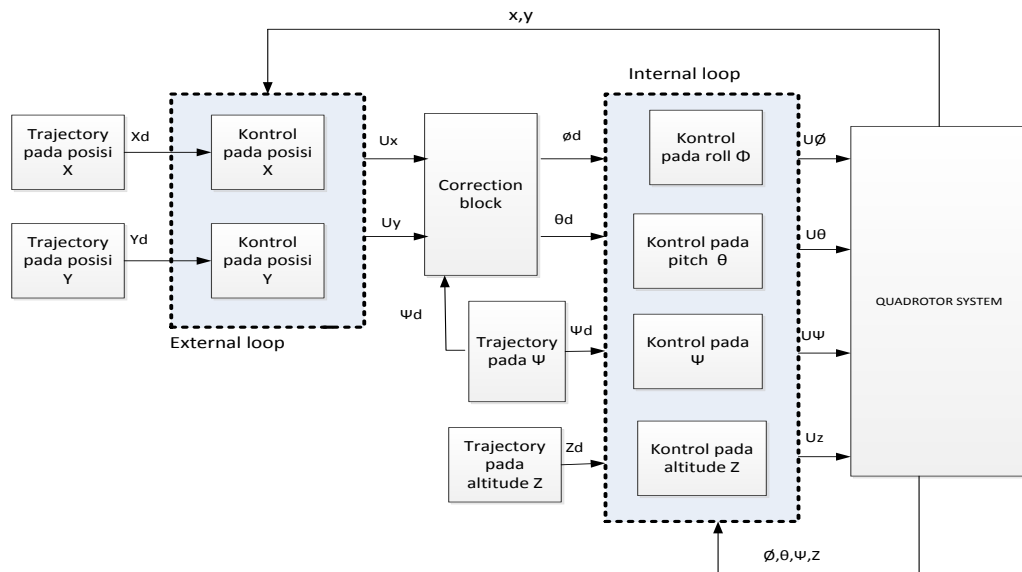 x,y
Internal loop
Trajectory
pada posisi
X
Xd
Kontrol
pada posisi
X
Ux
Correction
block
ød
Kontrol
pada roll Φ
UØ
Trajectory
pada posisi
Y
Yd
Kontrol
pada posisi
Y
Uy
θd
Kontrol pada
pitch θ
Uθ
QUADROTOR SYSTEM
External loop
Ψd
Trajectory
pada Ψ
Ψd
Kontrol pada
Ψ
UΨ
Trajectory
pada
altitude Z
Zd
Kontrol pada
altitude Z
Uz
Ø,θ,Ψ,Z